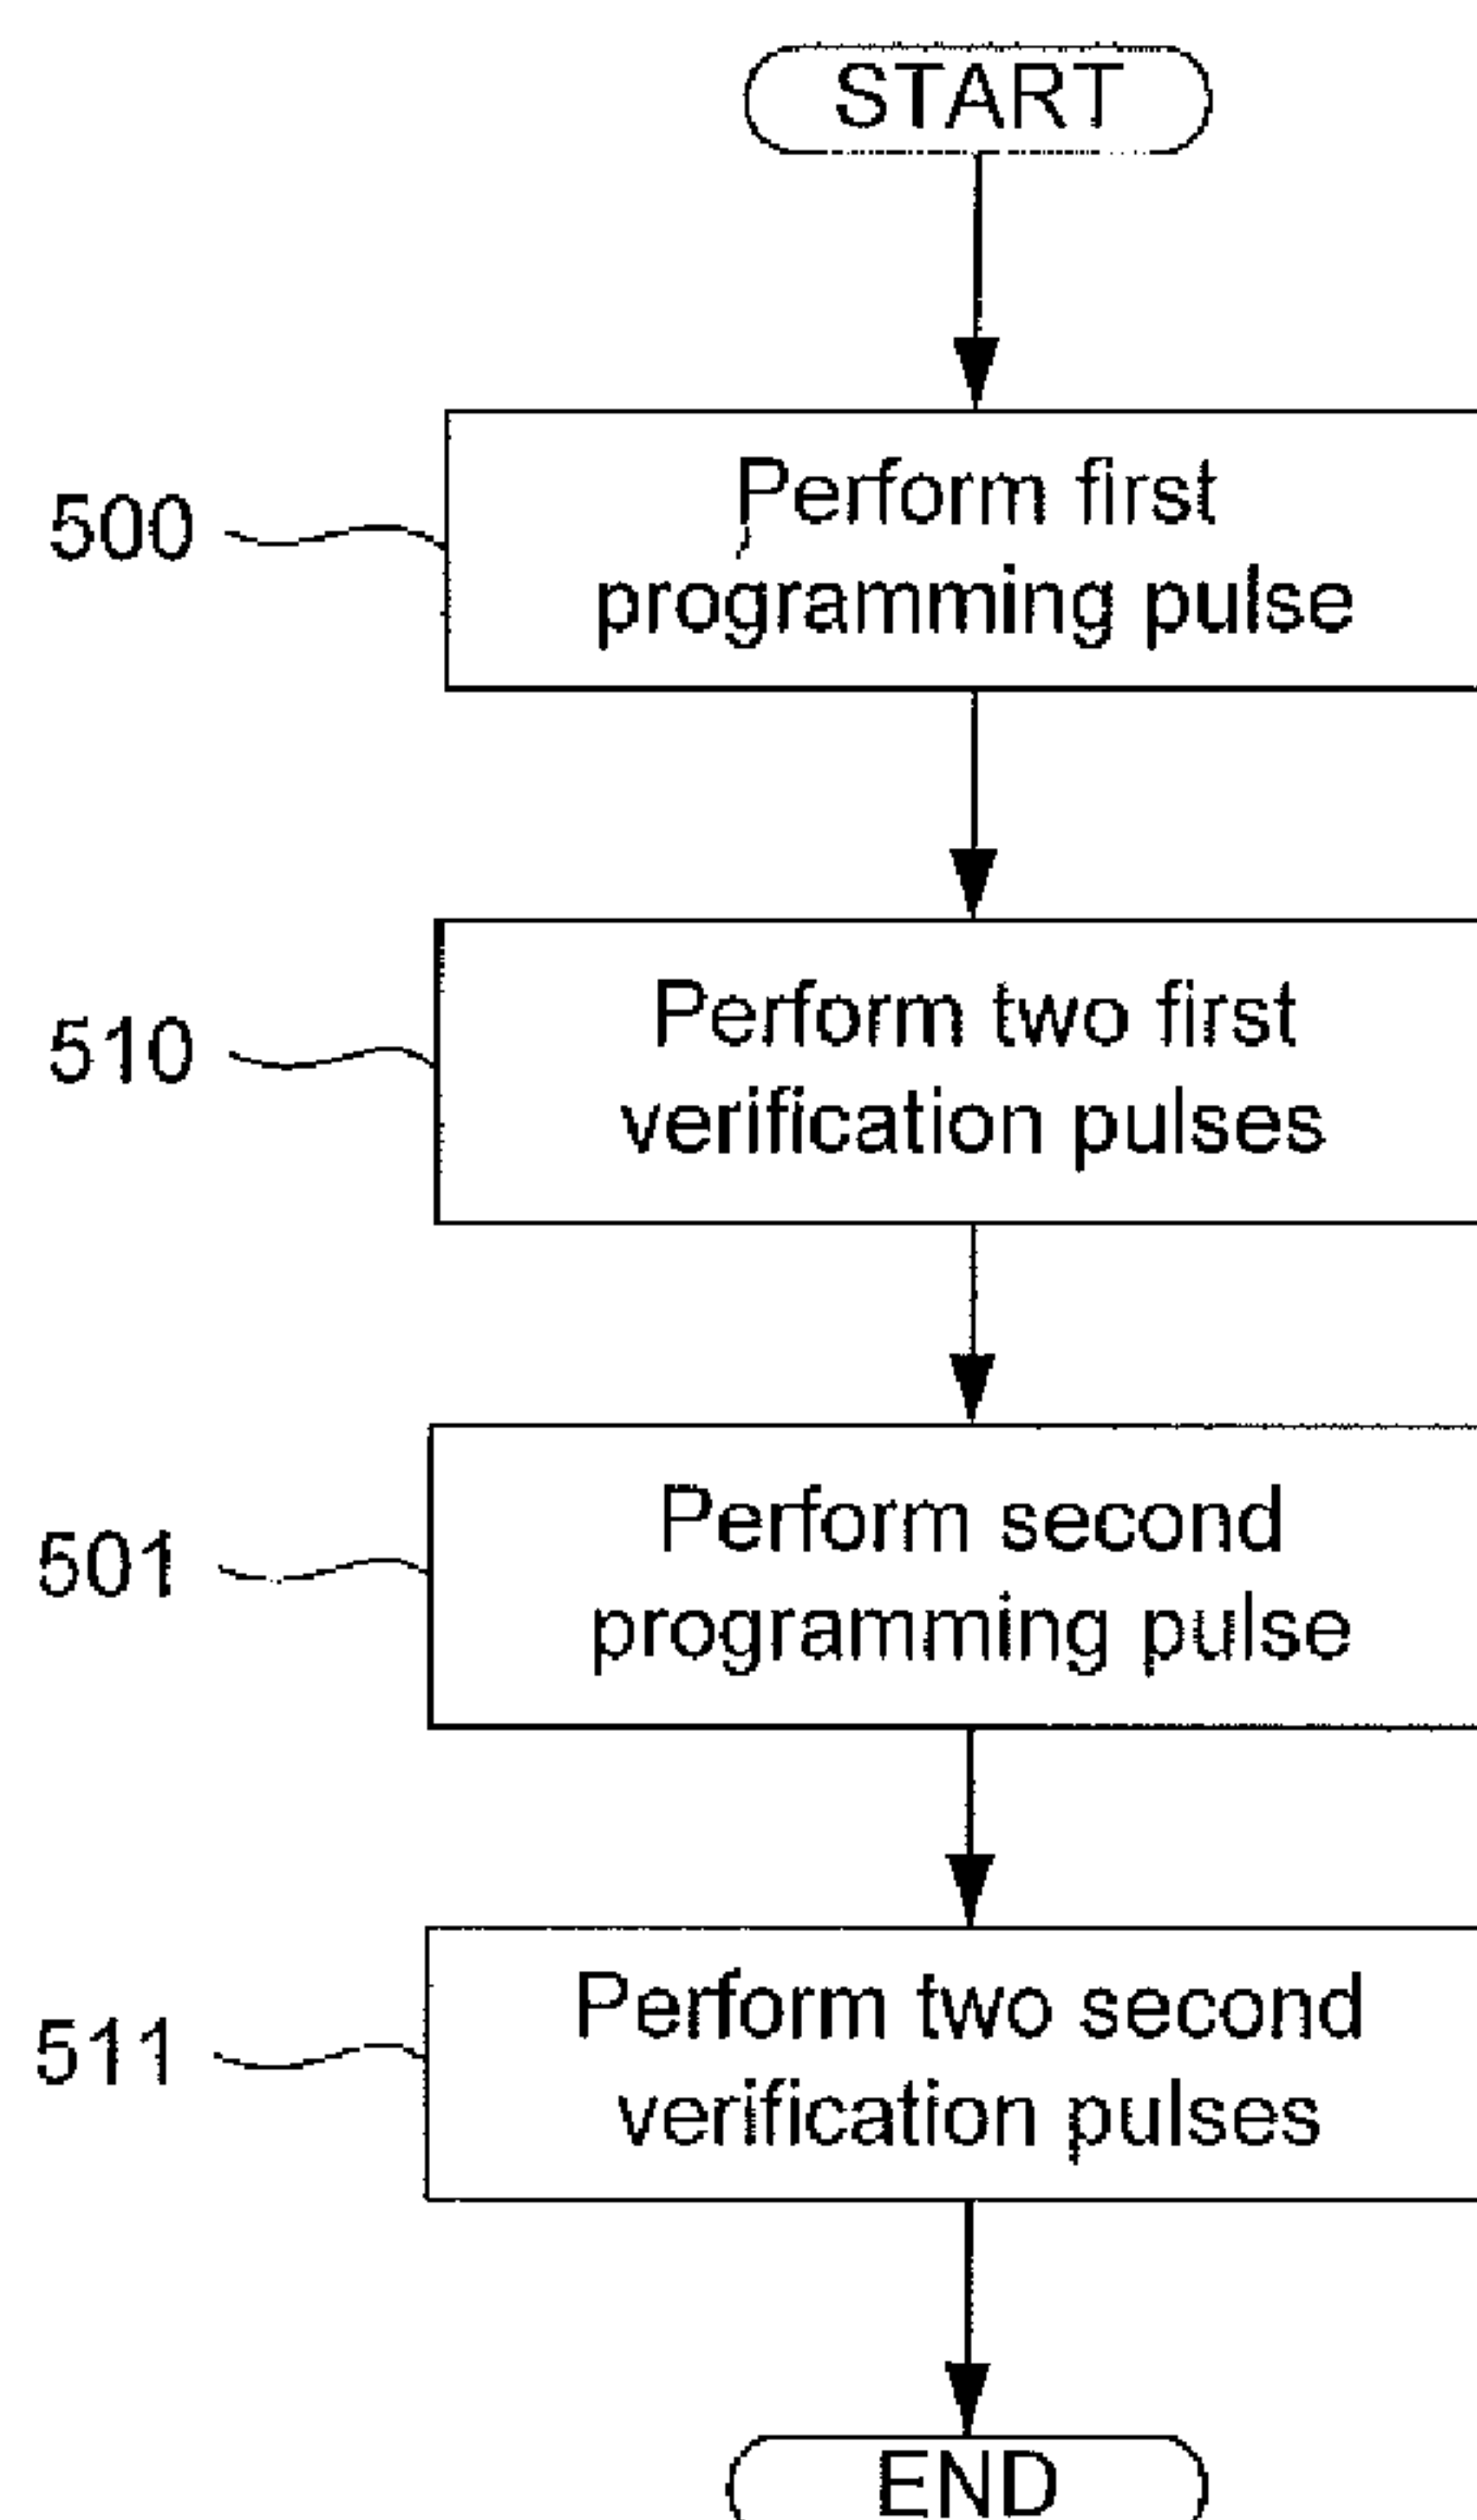 START
500
Perform first
programming pulse
510
Perform two first
verification pulses
501
Perform second
programming pulse
511
Perform two second
verification pulses
END